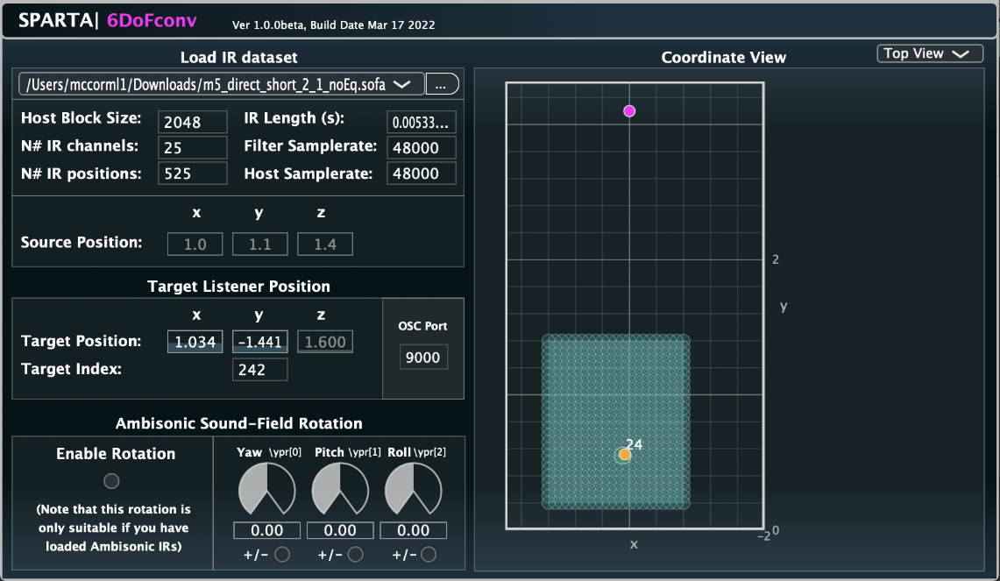 SPARTA| 6DoFconv Ver 1.0.0beta, Build Date Mar 17 2022
Load IR dataset
/Users/mccorml1/Downloads/m5_direct_short_2_1_noEq.sofa ...
Host Block Size: 2048 IR Length (s): 0.00533...
N# IR channels: 25 Filter Samplerate: 48000
N# IR positions: 525 Host Samplerate: 48000
x y z
Source Position: 1.0 1.1 1.4
Target Listener Position
x y z
Target Position: 1.034 -1.441 1.600
Target Index: 242
OSC Port
9000
Ambisonic Sound-Field Rotation
Enable Rotation
(Note that this rotation is
only suitable if you have
loaded Ambisonic IRs)
Yaw \ypr[0] Pitch \ypr[1] Roll \ypr[2]
0.00 0.00 0.00
+/- +/- +/-
Coordinate View
Top View
2
y
24
-2 0
x